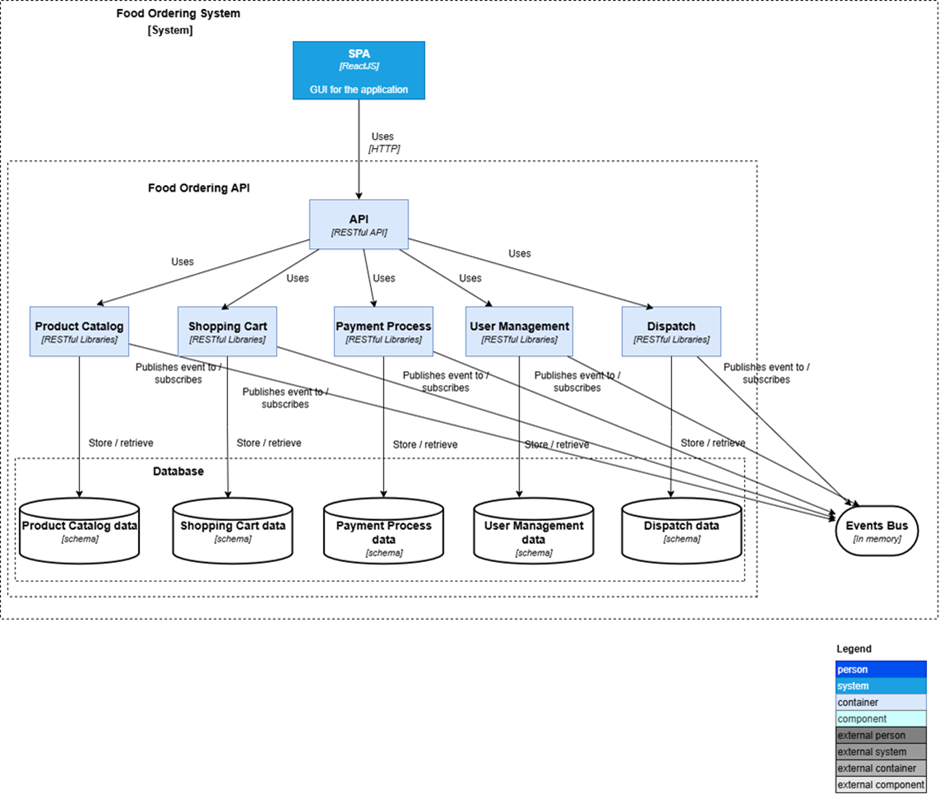 Food Ordering System
[System]
SPA
[ReactJS]
GUI for the application
Uses
[HTTP]
Food Ordering API
API
[RESTful API]
Uses
Uses
Uses
Uses
Uses
Product Catalog
[RESTful Libraries]
Shopping Cart
[RESTful Libraries]
Payment Process
[RESTful Libraries]
User Management
[RESTful Libraries]
Dispatch
[RESTful Libraries]
Publishes event to /
subscribes
Publishes event to /
subscribes
Publishes event to /
subscribes
Publishes event to /
subscribes
Publishes event to /
subscribes
Store / retrieve
Store / retrieve
Store / retrieve
Store / retrieve
Store / retrieve
Database
Product Catalog data
[schema]
Shopping Cart data
[schema]
Payment Process
data
[schema]
User Management
data
[schema]
Dispatch data
[schema]
Events Bus
[In memory]
Legend
person
system
container
component
external person
external system
external container
external component